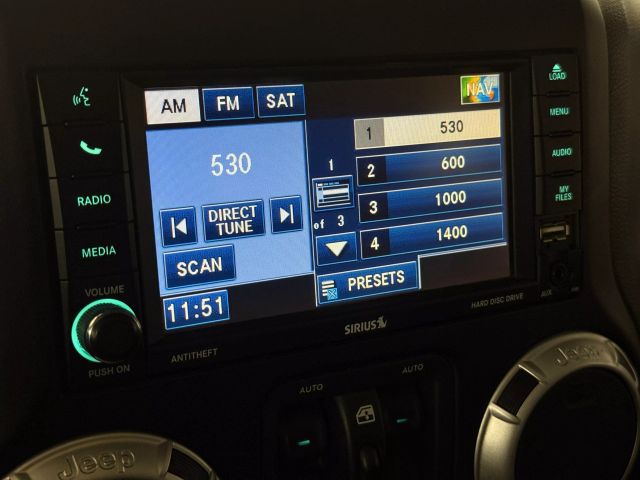 LOAD
MENU
AUDIO
MY
FILES
AUX
RADIO
MEDIA
VOLUME
PUSH ON
ANTITHEFT
AM
FM
SAT
NAV
530
DIRECT
TUNE
SCAN
11:51
1
of 3
1 530
2 600
3 1000
4 1400
PRESETS
SIRIUS
HARD DISC DRIVE
AUTO
AUTO
Jeep
Jeep